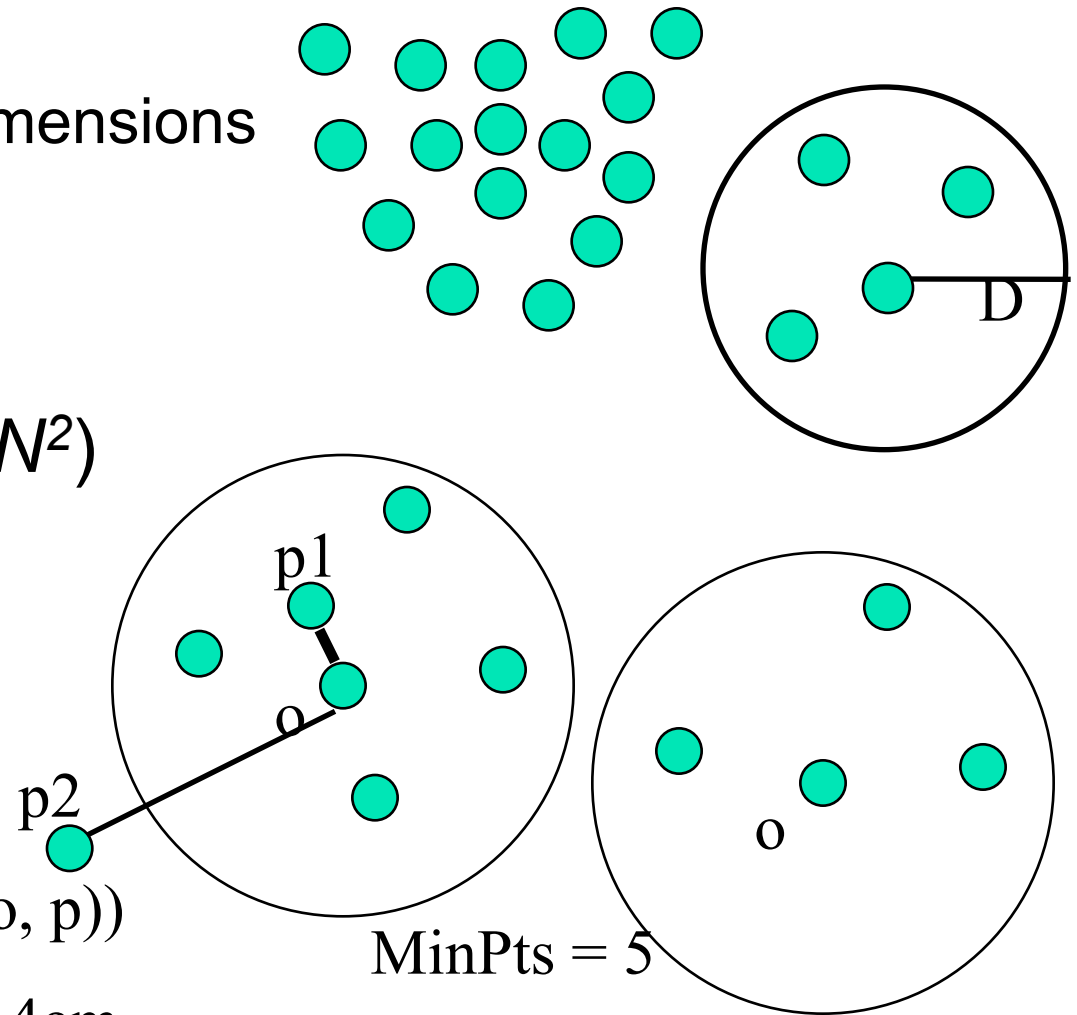 mensions
D
N²)
p1
o
p2
o
o, p))
MinPts = 5